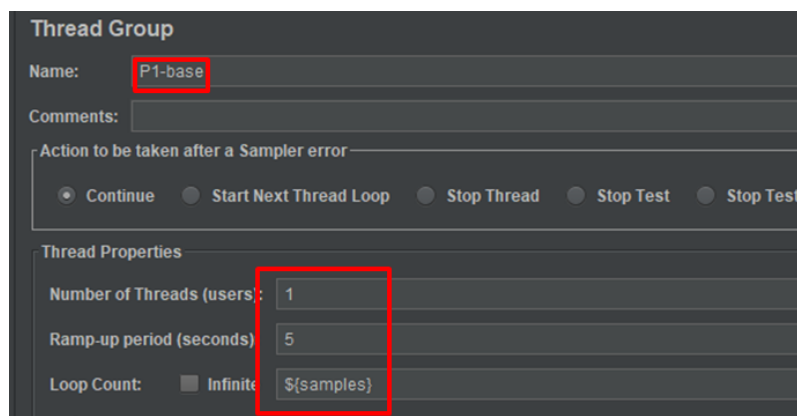 Thread Group
Name: P1-base
Comments:
Action to be taken after a Sampler error
Continue Start Next Thread Loop Stop Thread Stop Test Stop Test
Thread Properties
Number of Threads (users): 1
Ramp-up period (seconds) 5
Loop Count: Infinite ${samples}